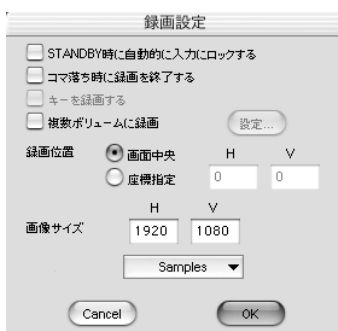 録画設定
STANDBY時に自動的に入力にロックする
コマ落ち時に録画を終了する
キーを録画する
複数ボリュームに録画 設定...
録画位置 画面中央 H V
座標指定 0 0
H V
画像サイズ 1920 1080
Samples
Cancel OK